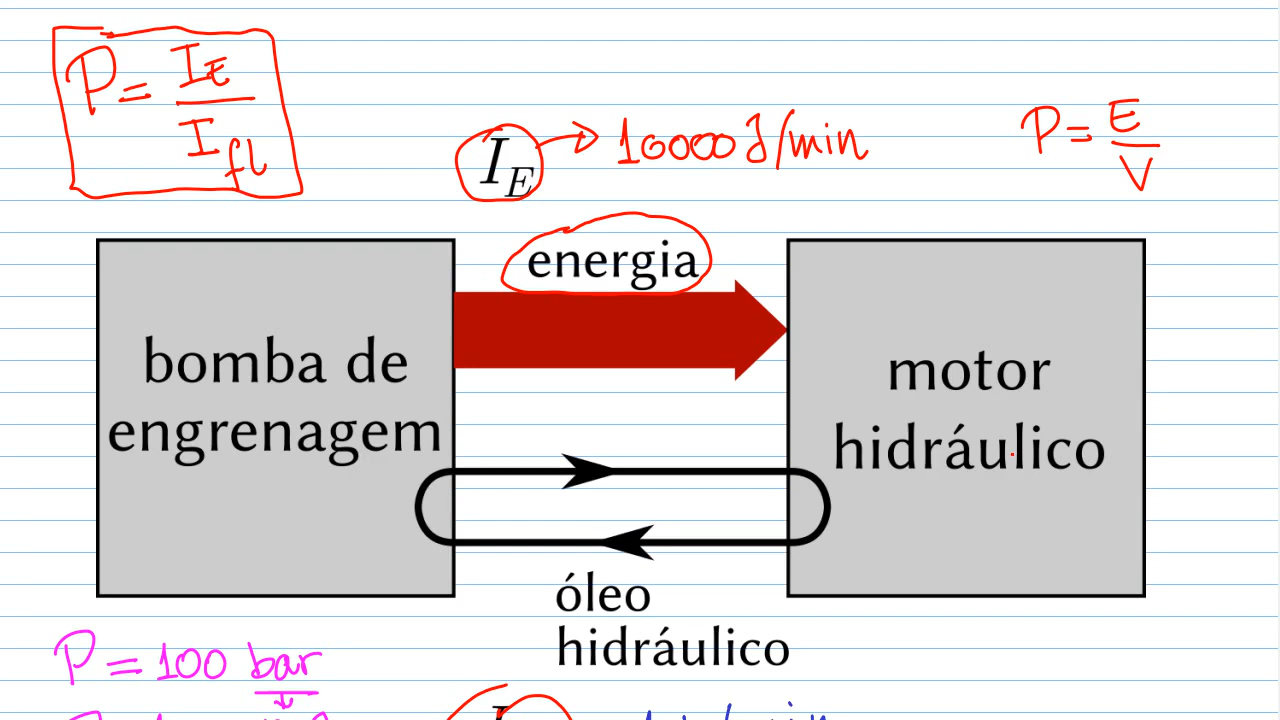 P = I_E / I_fl
I_E → 10000 J/min
P = E / V
energia
bomba de
engrenagem
motor
hidráulico
óleo
hidráulico
P = 100 bar